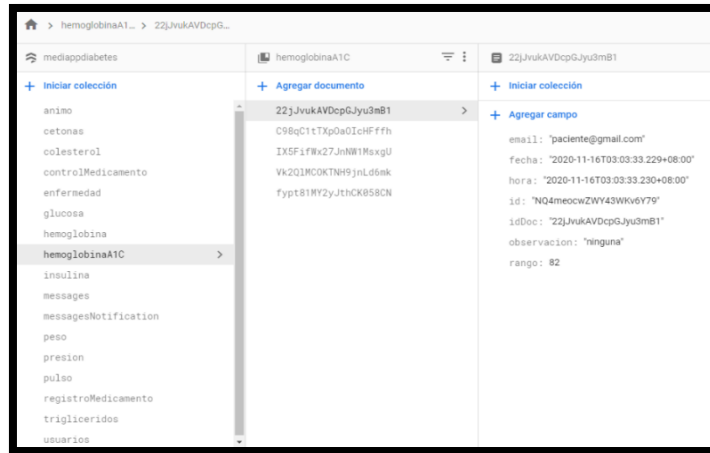 hemoglobinaA1... > 22jJvukAVDcpG...
mediappdiabetes
Iniciar colección
animo
cetonas
colesterol
controlMedicamento
enfermedad
glucosa
hemoglobina
hemoglobinaA1C
insulina
messages
messagesNotification
peso
presion
pulso
registroMedicamento
trigliceridos
usuarios
hemoglobinaA1C
Agregar documento
22jJvukAVDcpGJyu3mB1
C98qC1tTXpOaOIcHFffh
IX5FifWx27JnNW1MsxgU
Vk2QlMCOKTNH9jnLd6mk
fypt81MY2yJthCK058CN
22jJvukAVDcpGJyu3mB1
Iniciar colección
Agregar campo
email: "paciente@gmail.com"
fecha: "2020-11-16T03:03:33.229+08:00"
hora: "2020-11-16T03:03:33.230+08:00"
id: "NQ4meocwZWY43WKv6Y79"
idDoc: "22jJvukAVDcpGJyu3mB1"
observacion: "ninguna"
rango: 82